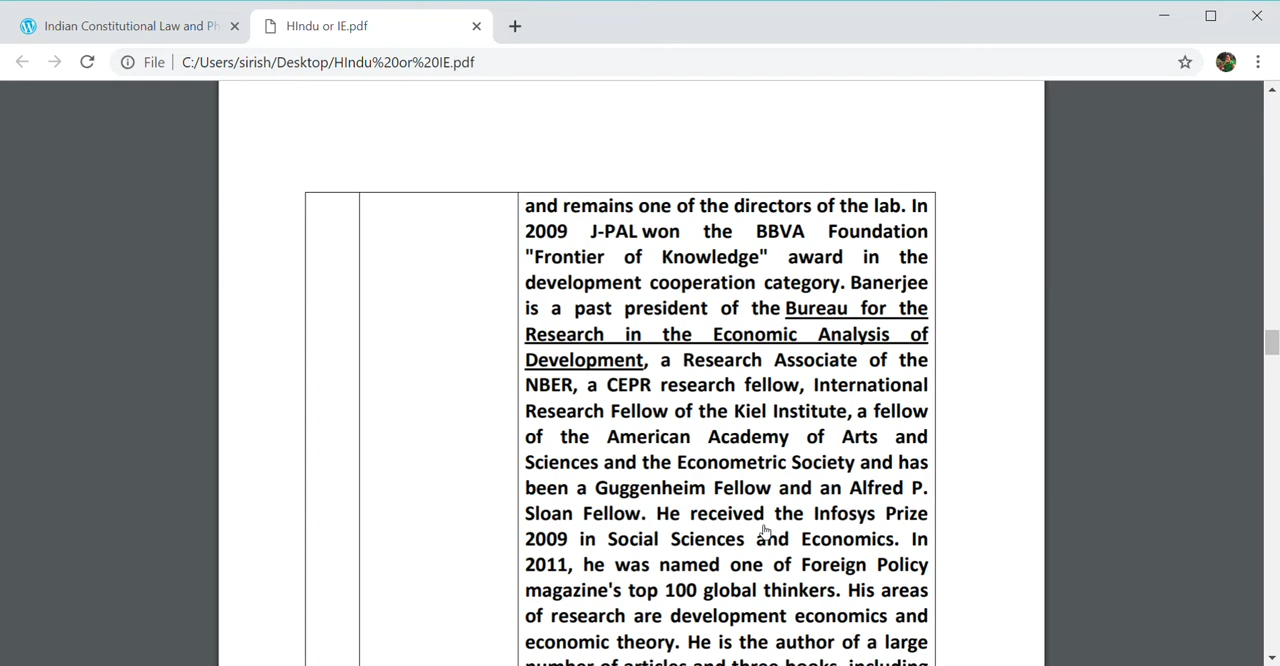 Indian Constitutional Law and Ph
HIndu or IE.pdf
File
C:/Users/sirish/Desktop/HIndu%20or%20IE.pdf
and remains one of the directors of the lab. In
2009 J-PAL won the BBVA Foundation
"Frontier of Knowledge" award in the
development cooperation category. Banerjee
is a past president of the Bureau for the
Research in the Economic Analysis of
Development, a Research Associate of the
NBER, a CEPR research fellow, International
Research Fellow of the Kiel Institute, a fellow
of the American Academy of Arts and
Sciences and the Econometric Society and has
been a Guggenheim Fellow and an Alfred P.
Sloan Fellow. He received the Infosys Prize
2009 in Social Sciences and Economics. In
2011, he was named one of Foreign Policy
magazine's top 100 global thinkers. His areas
of research are development economics and
economic theory. He is the author of a large
number of articles and three books, including